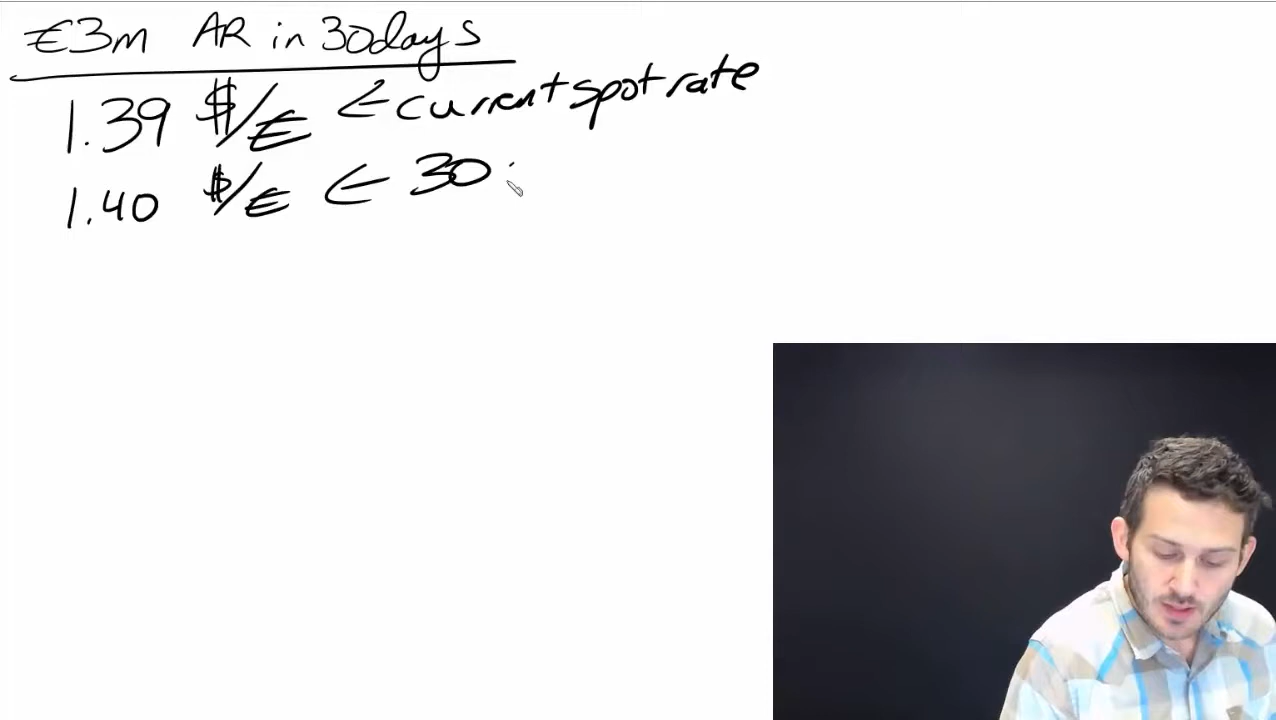 €3m AR in 30days
1.39 $/€ ← current spot rate
1.40 $/€ ← 30